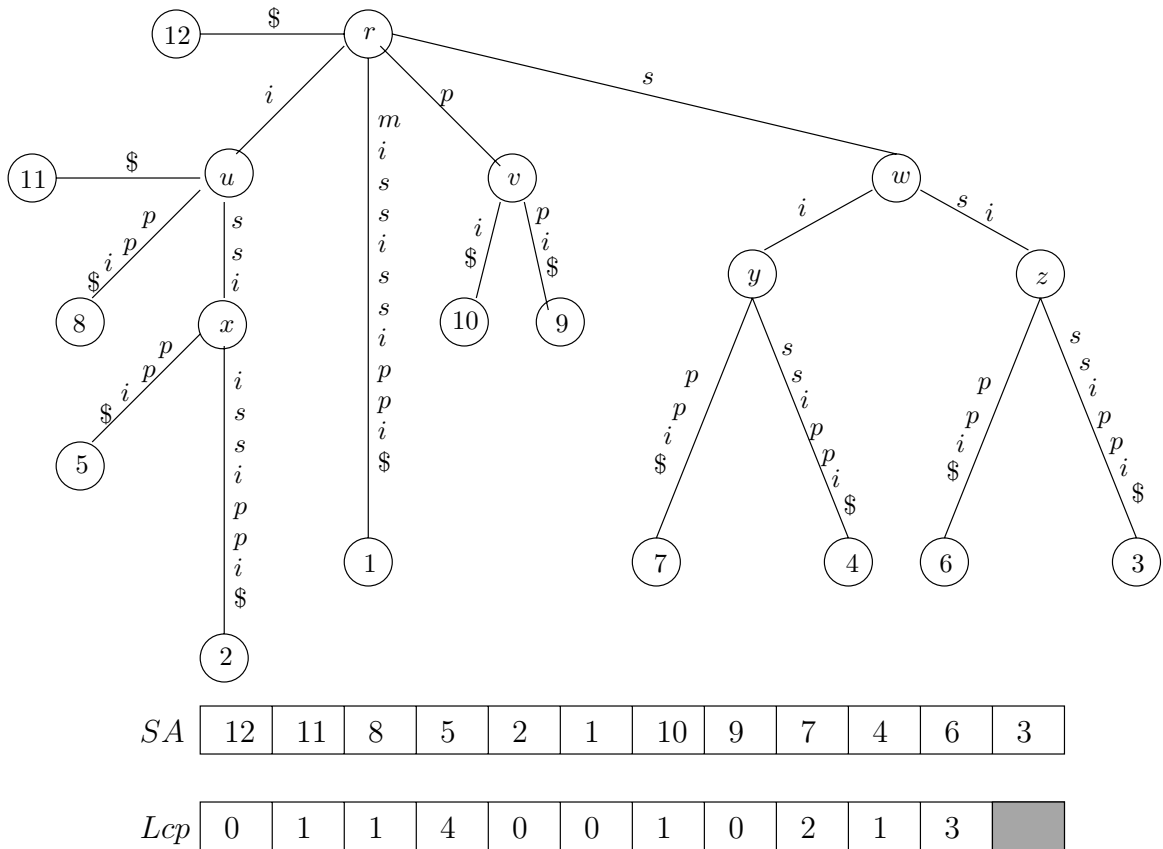 12 $ r
s
i
p
m i s s i s s i p p i $
11 $ u
v
w
p p i $
s s i
i $
p i $
i
s i
y
z
8
x
10
9
p p i $
i s s i p p i $
p p i $
s s i p p i $
p p i $
s s i p p i $
5
1
7
4
6
3
2
SA 12 11 8 5 2 1 10 9 7 4 6 3
Lcp 0 1 1 4 0 0 1 0 2 1 3